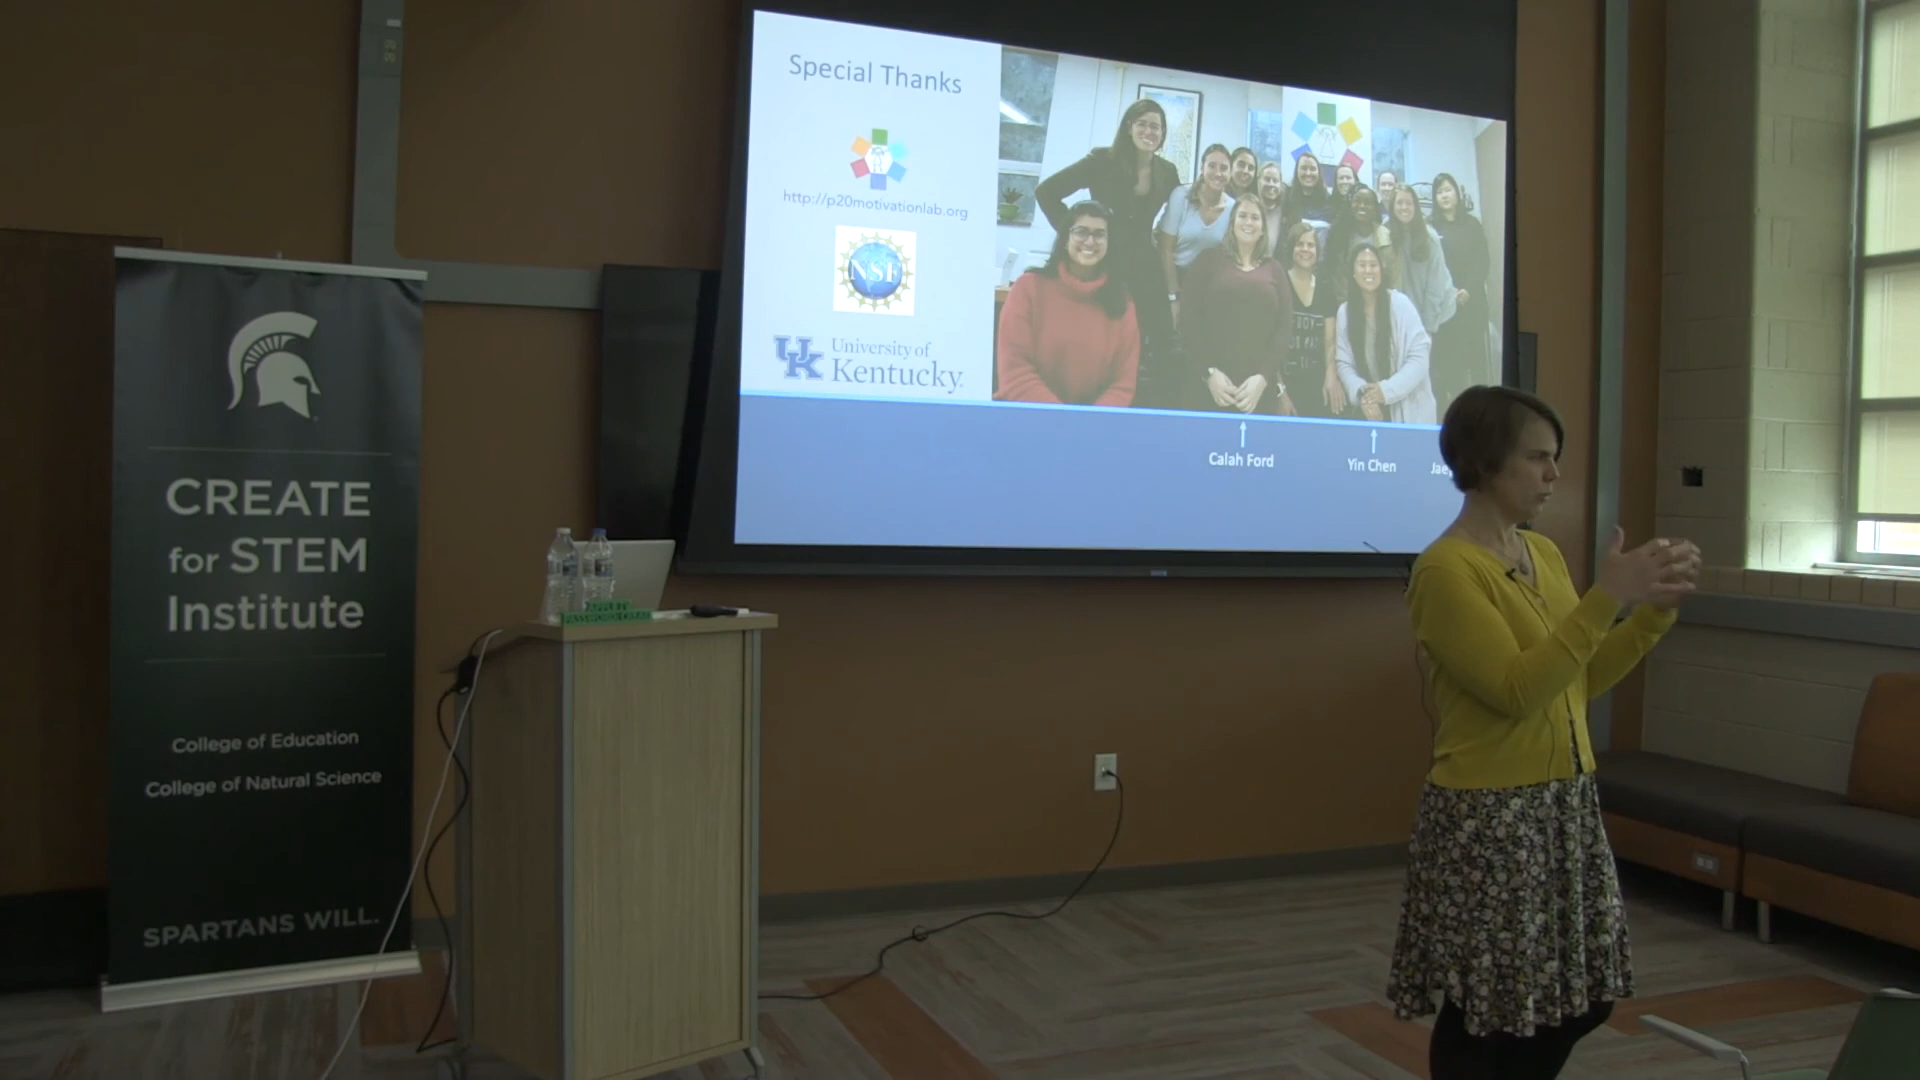 Special Thanks
http://p20motivationlab.org
NSF
UK
University of
Kentucky
Calah Ford
Yin Chen
CREATE
for STEM
Institute
College of Education
College of Natural Science
SPARTANS WILL.